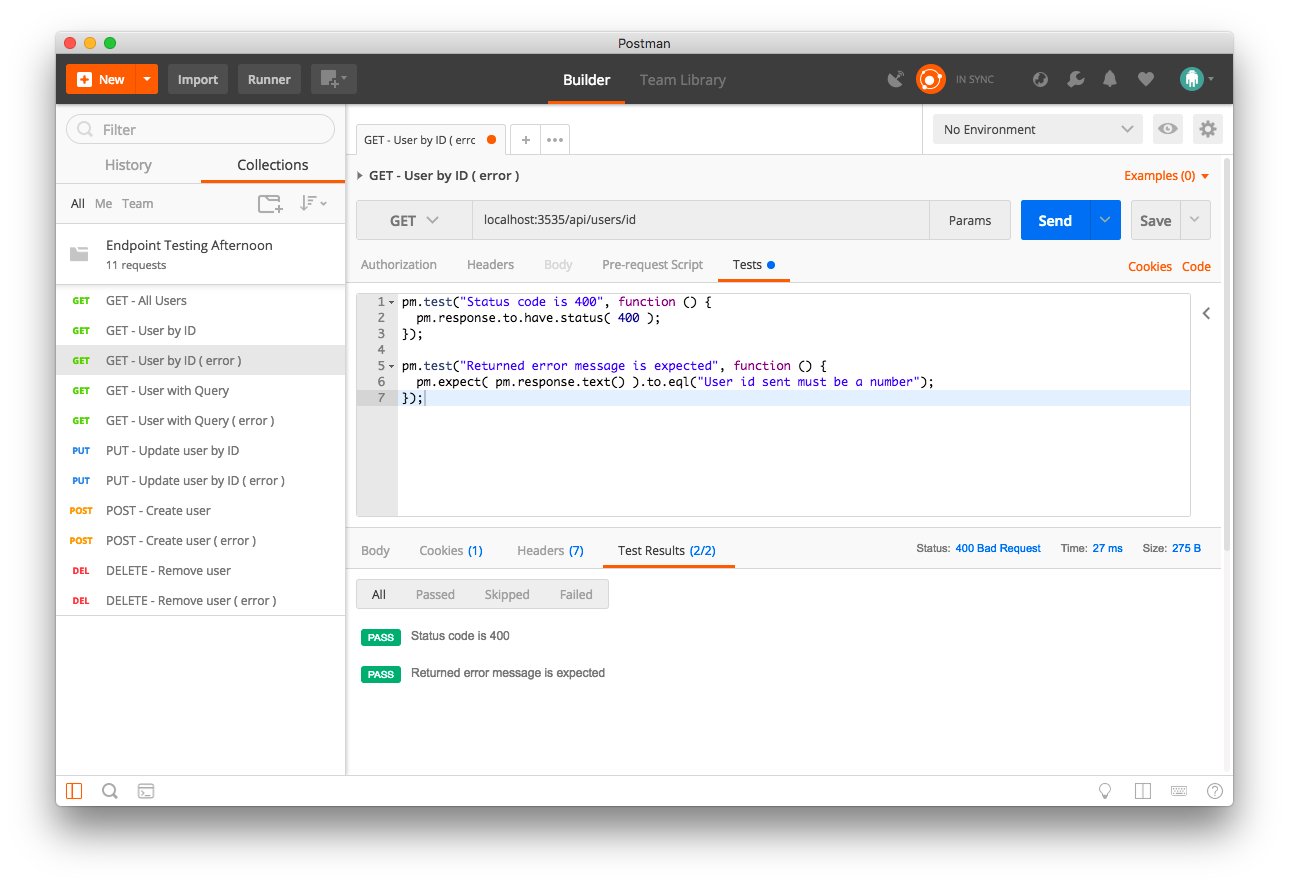 Postman
New
Import
Runner
Builder
Team Library
IN SYNC
Filter
History
Collections
All Me Team
Endpoint Testing Afternoon
11 requests
GET GET - All Users
GET GET - User by ID
GET GET - User by ID ( error )
GET GET - User with Query
GET GET - User with Query ( error )
PUT PUT - Update user by ID
PUT PUT - Update user by ID ( error )
POST POST - Create user
POST POST - Create user ( error )
DEL DELETE - Remove user
DEL DELETE - Remove user ( error )
GET - User by ID ( errc
No Environment
GET - User by ID ( error )
Examples (0)
GET
localhost:3535/api/users/id
Params
Send
Save
Authorization
Headers
Body
Pre-request Script
Tests
Cookies
Code
1 pm.test("Status code is 400", function () {
2 pm.response.to.have.status( 400 );
3 });
4
5 pm.test("Returned error message is expected", function () {
6 pm.expect( pm.response.text() ).to.eql("User id sent must be a number");
7 });
Body
Cookies (1)
Headers (7)
Test Results (2/2)
Status: 400 Bad Request
Time: 27 ms
Size: 275 B
All
Passed
Skipped
Failed
PASS Status code is 400
PASS Returned error message is expected